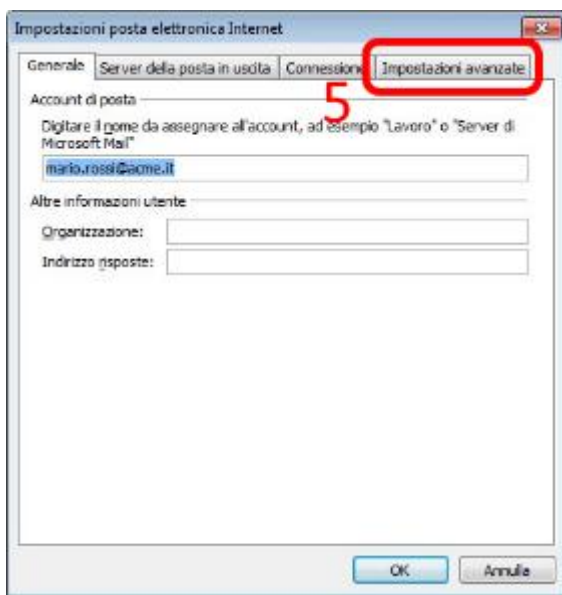 Impostazioni posta elettronica Internet
Generale Server della posta in uscita Connessione Impostazioni avanzate
5
Account di posta
Digitare il nome da assegnare all'account, ad esempio "Lavoro" o "Server di
Microsoft Mail"
mario.rossi@acme.it
Altre informazioni utente
Organizzazione:
Indirizzo risposte:
OK Annulla